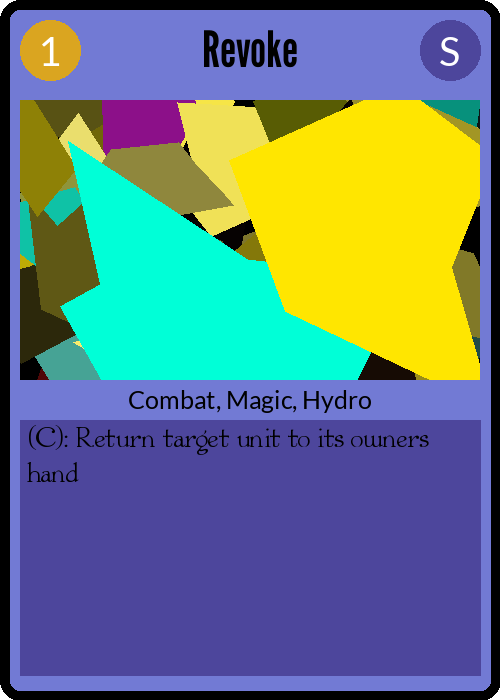 1
Revoke
S
Combat, Magic, Hydro
(C): Return target unit to its owners
hand